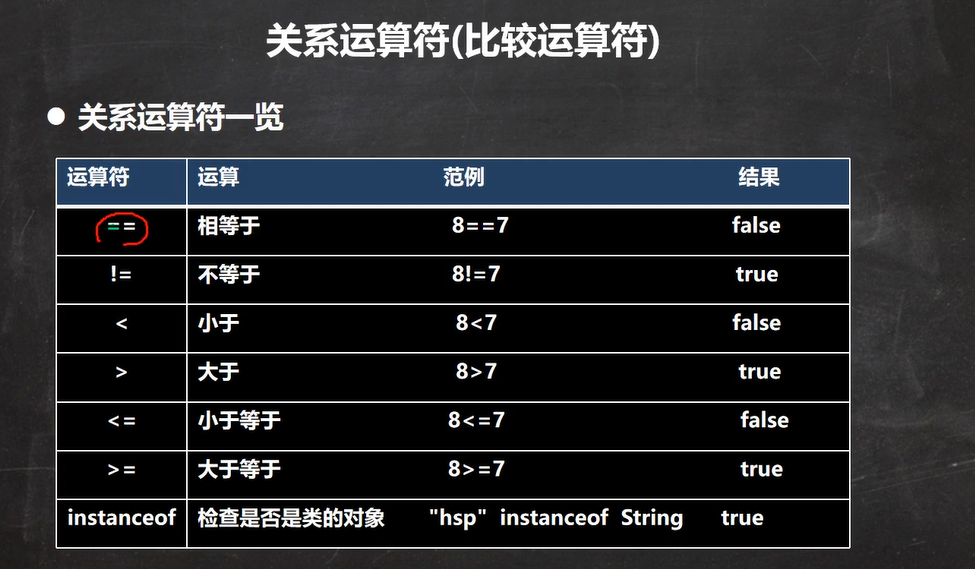 关系运算符(比较运算符)
● 关系运算符一览
运算符 运算 范例 结果
== 相等于 8==7 false
!= 不等于 8!=7 true
< 小于 8<7 false
> 大于 8>7 true
<= 小于等于 8<=7 false
>= 大于等于 8>=7 true
instanceof 检查是否是类的对象 "hsp" instanceof String true